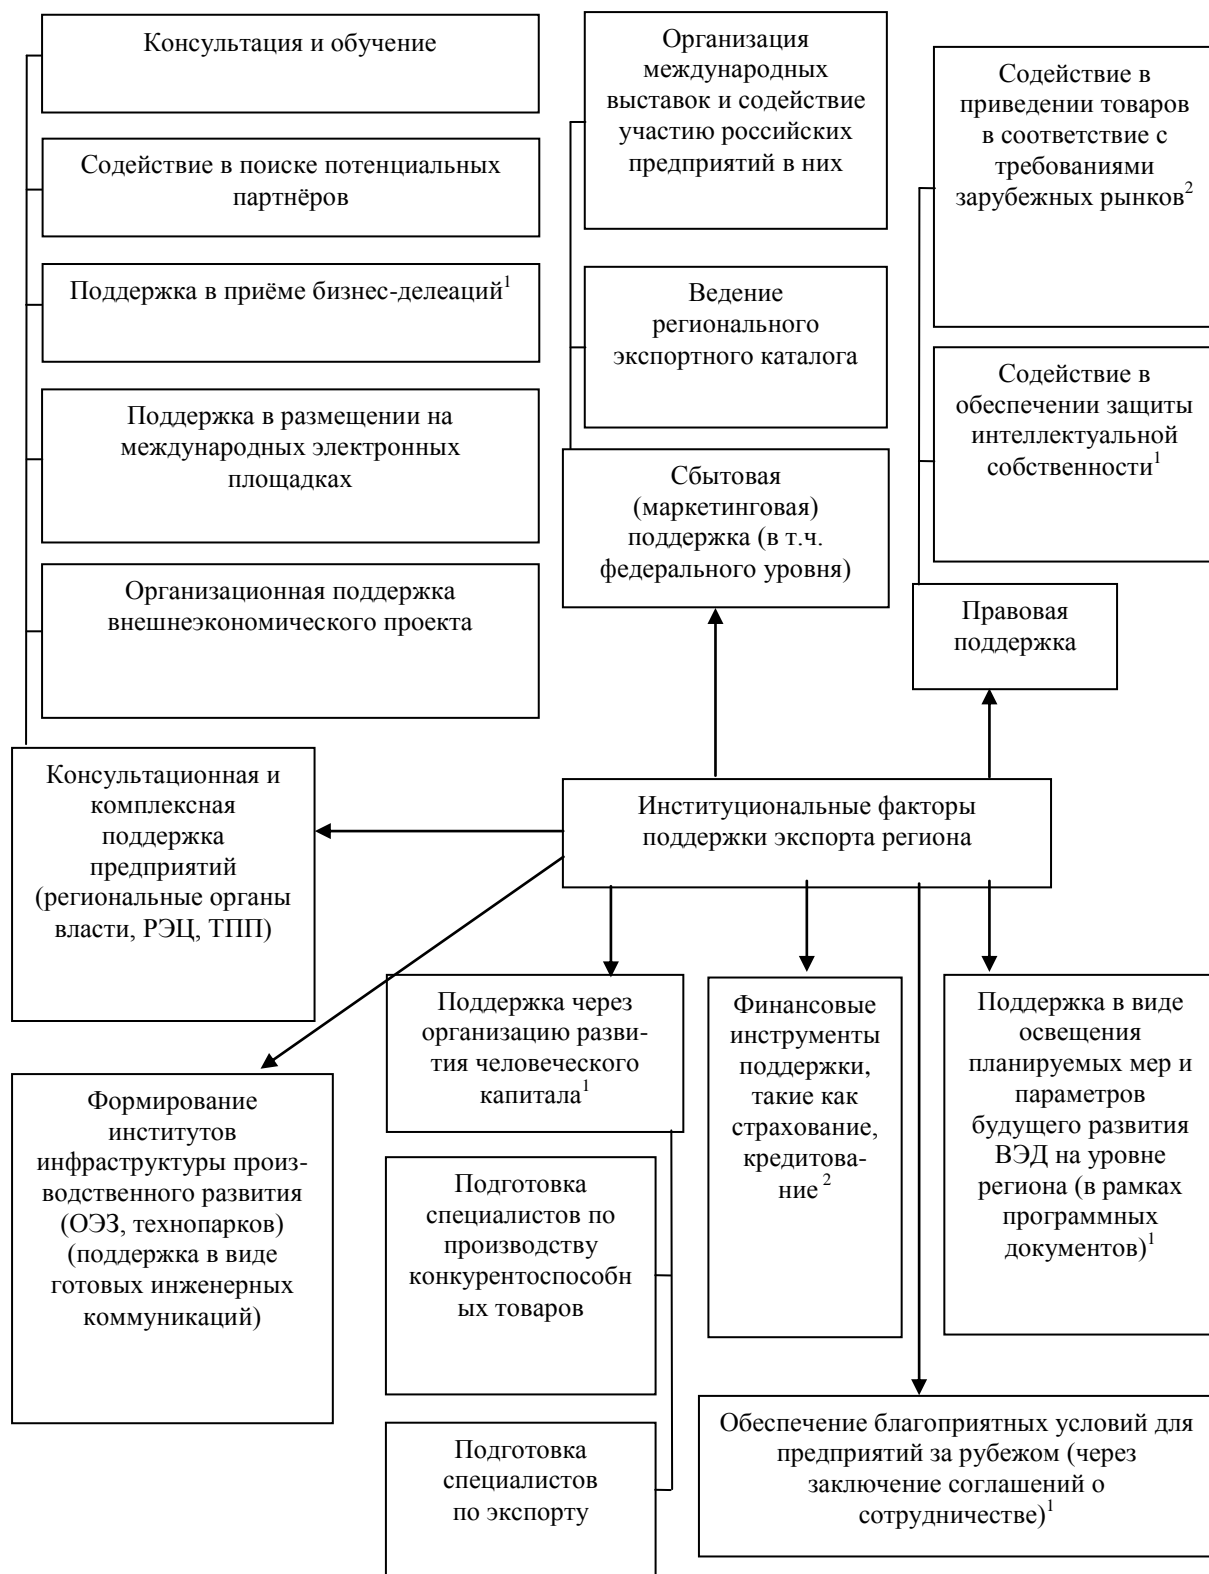 Консультация и обучение
Содействие в поиске потенциальных
партнёров
Поддержка в приёме бизнес-делеаций¹
Поддержка в размещении на
международных электронных
площадках
Организационная поддержка
внешнеэкономического проекта
Организация
международных
выставок и содействие
участию российских
предприятий в них
Ведение
регионального
экспортного каталога
Сбытовая
(маркетинговая)
поддержка (в т.ч.
федерального уровня)
Содействие в
приведении товаров
в соответствие с
требованиями
зарубежных рынков²
Содействие в
обеспечении защиты
интеллектуальной
собственности¹
Правовая
поддержка
Консультационная и
комплексная
поддержка
предприятий
(региональные органы
власти, РЭЦ, ТПП)
Институциональные факторы
поддержки экспорта региона
Формирование
институтов
инфраструктуры произ-
водственного развития
(ОЭЗ, технопарков)
(поддержка в виде
готовых инженерных
коммуникаций)
Поддержка через
организацию разви-
тия человеческого
капитала¹
Подготовка
специалистов по
производству
конкурентоспособн
ых товаров
Подготовка
специалистов
по экспорту
Финансовые
инструменты
поддержки,
такие как
страхование,
кредитова-
ние ²
Поддержка в виде
освещения
планируемых мер и
параметров
будущего развития
ВЭД на уровне
региона (в рамках
программных
документов)¹
Обеспечение благоприятных условий для
предприятий за рубежом (через
заключение соглашений о
сотрудничестве)¹